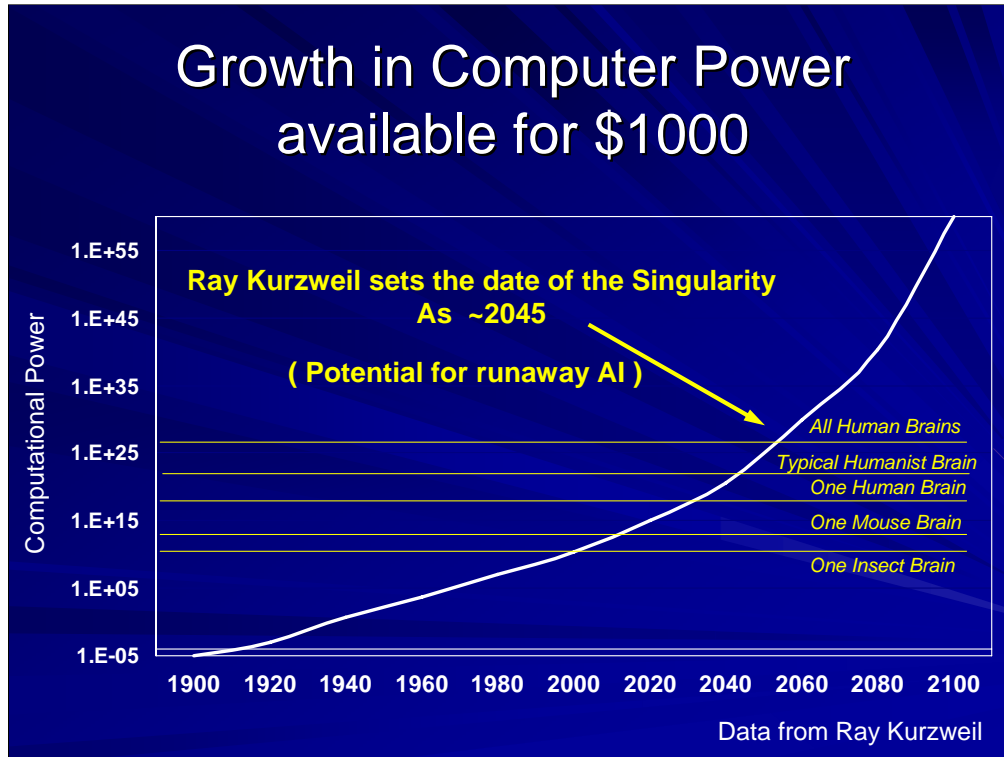 Growth in Computer Power
available for $1000
1.E+55
1.E+45
1.E+35
1.E+25
1.E+15
1.E+05
1.E-05
Computational Power
Ray Kurzweil sets the date of the Singularity
As ~2045
( Potential for runaway AI )
All Human Brains
Typical Humanist Brain
One Human Brain
One Mouse Brain
One Insect Brain
1900 1920 1940 1960 1980 2000 2020 2040 2060 2080 2100
Data from Ray Kurzweil